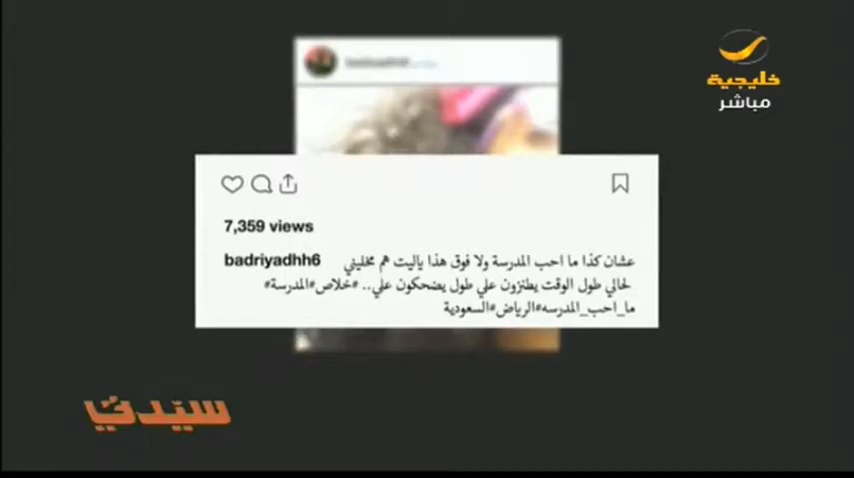 خليجية
مباشر
7,359 views
badriyadhh6 عشان كذا ما احب المدرسة ولا فوق هذا ياليت هم مخليني
لحالي طول الوقت يطنزون علي طول يضحكون علي.. #خلاص#المدرسة#
ما_احب_المدرسه#الرياض#السعودية
سيدتي